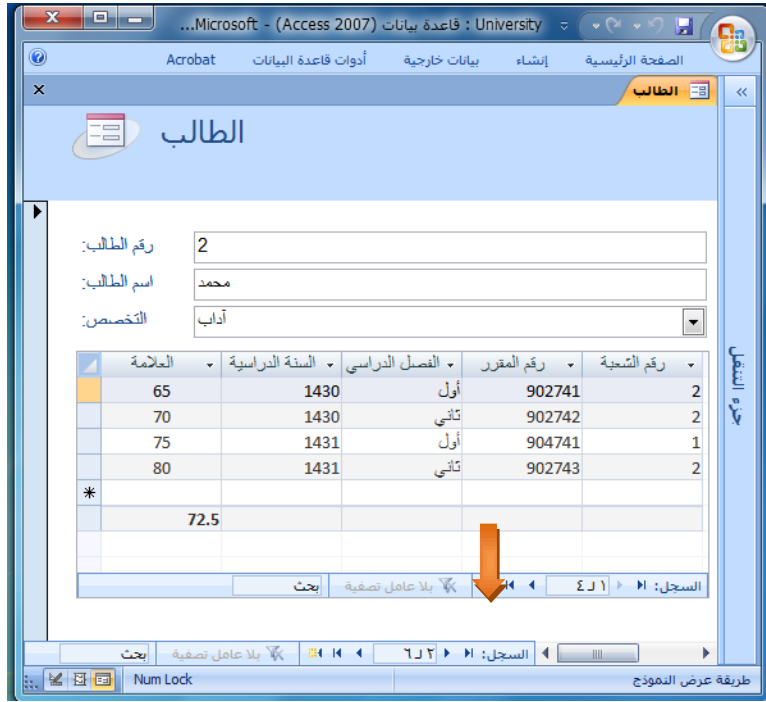 University : قاعدة بيانات (Access 2007) - Microsoft...
الصفحة الرئيسية إنشاء بيانات خارجية أدوات قاعدة البيانات Acrobat
الطالب
الطالب
رقم الطالب: 2
اسم الطالب: محمد
التخصص: آداب
رقم الشعبة رقم المقرر الفصل الدراسي السنة الدراسية العلامة
2 902741 أول 1430 65
2 902742 ثاني 1430 70
1 904741 أول 1431 75
2 902743 ثاني 1431 80
72.5
السجل: ١ لـ ٤ بلا عامل تصفية بحث
السجل: ٢ لـ ٦ بلا عامل تصفية بحث
جزء التنقل
طريقة عرض النموذج Num Lock